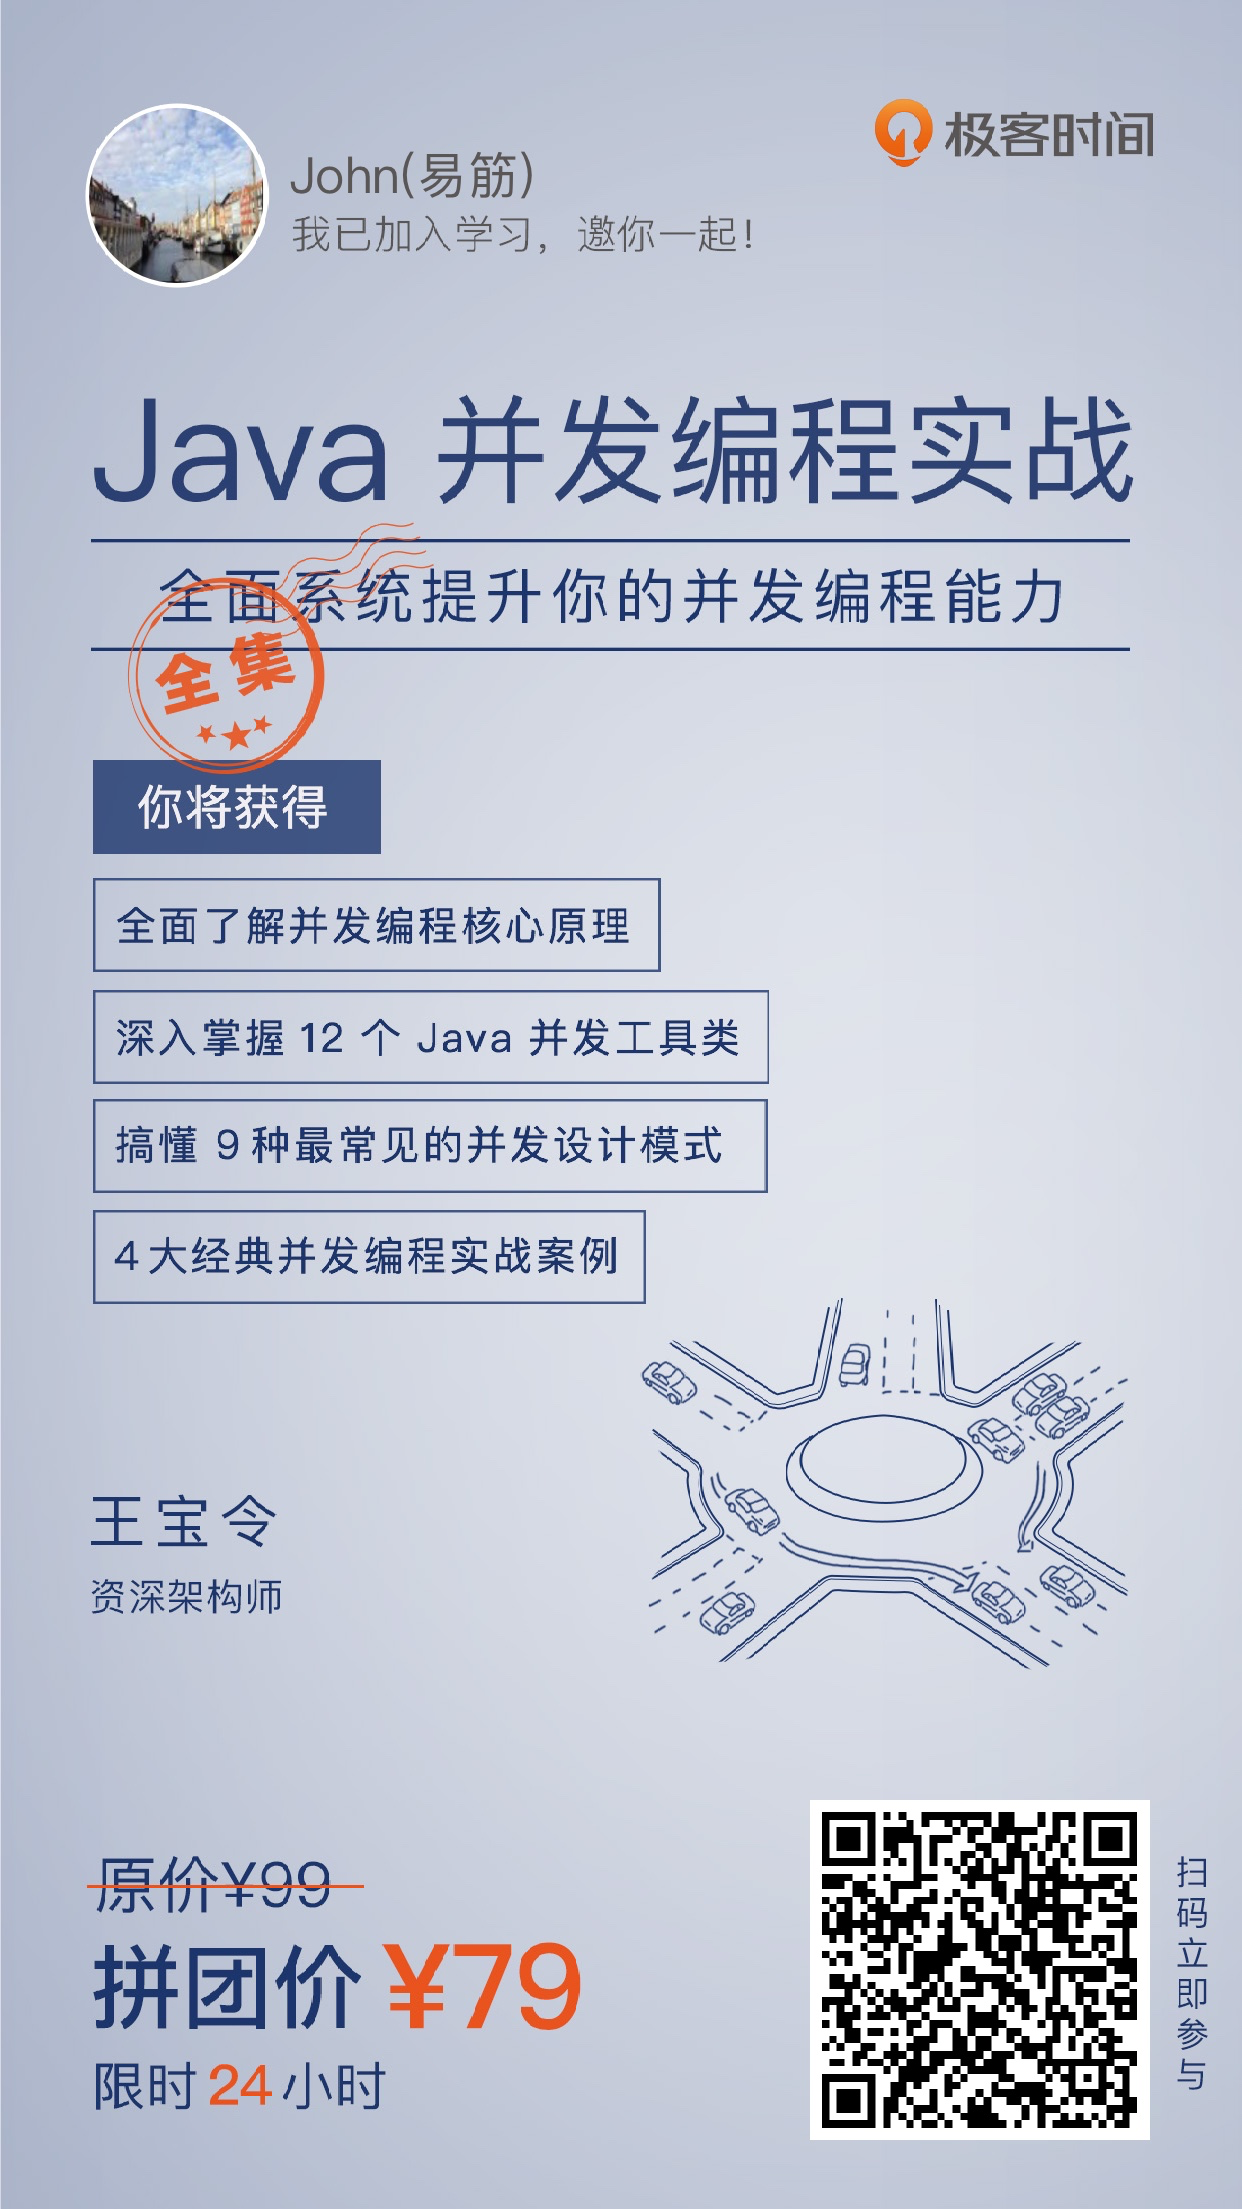 极客时间
John(易筋)
我已加入学习，邀你一起！
Java 并发编程实战
全面系统提升你的并发编程能力
全集
你将获得
全面了解并发编程核心原理
深入掌握 12 个 Java 并发工具类
搞懂 9 种最常见的并发设计模式
4 大经典并发编程实战案例
王宝令
资深架构师
原价¥99
拼团价 ¥79
限时 24 小时
扫码立即参与